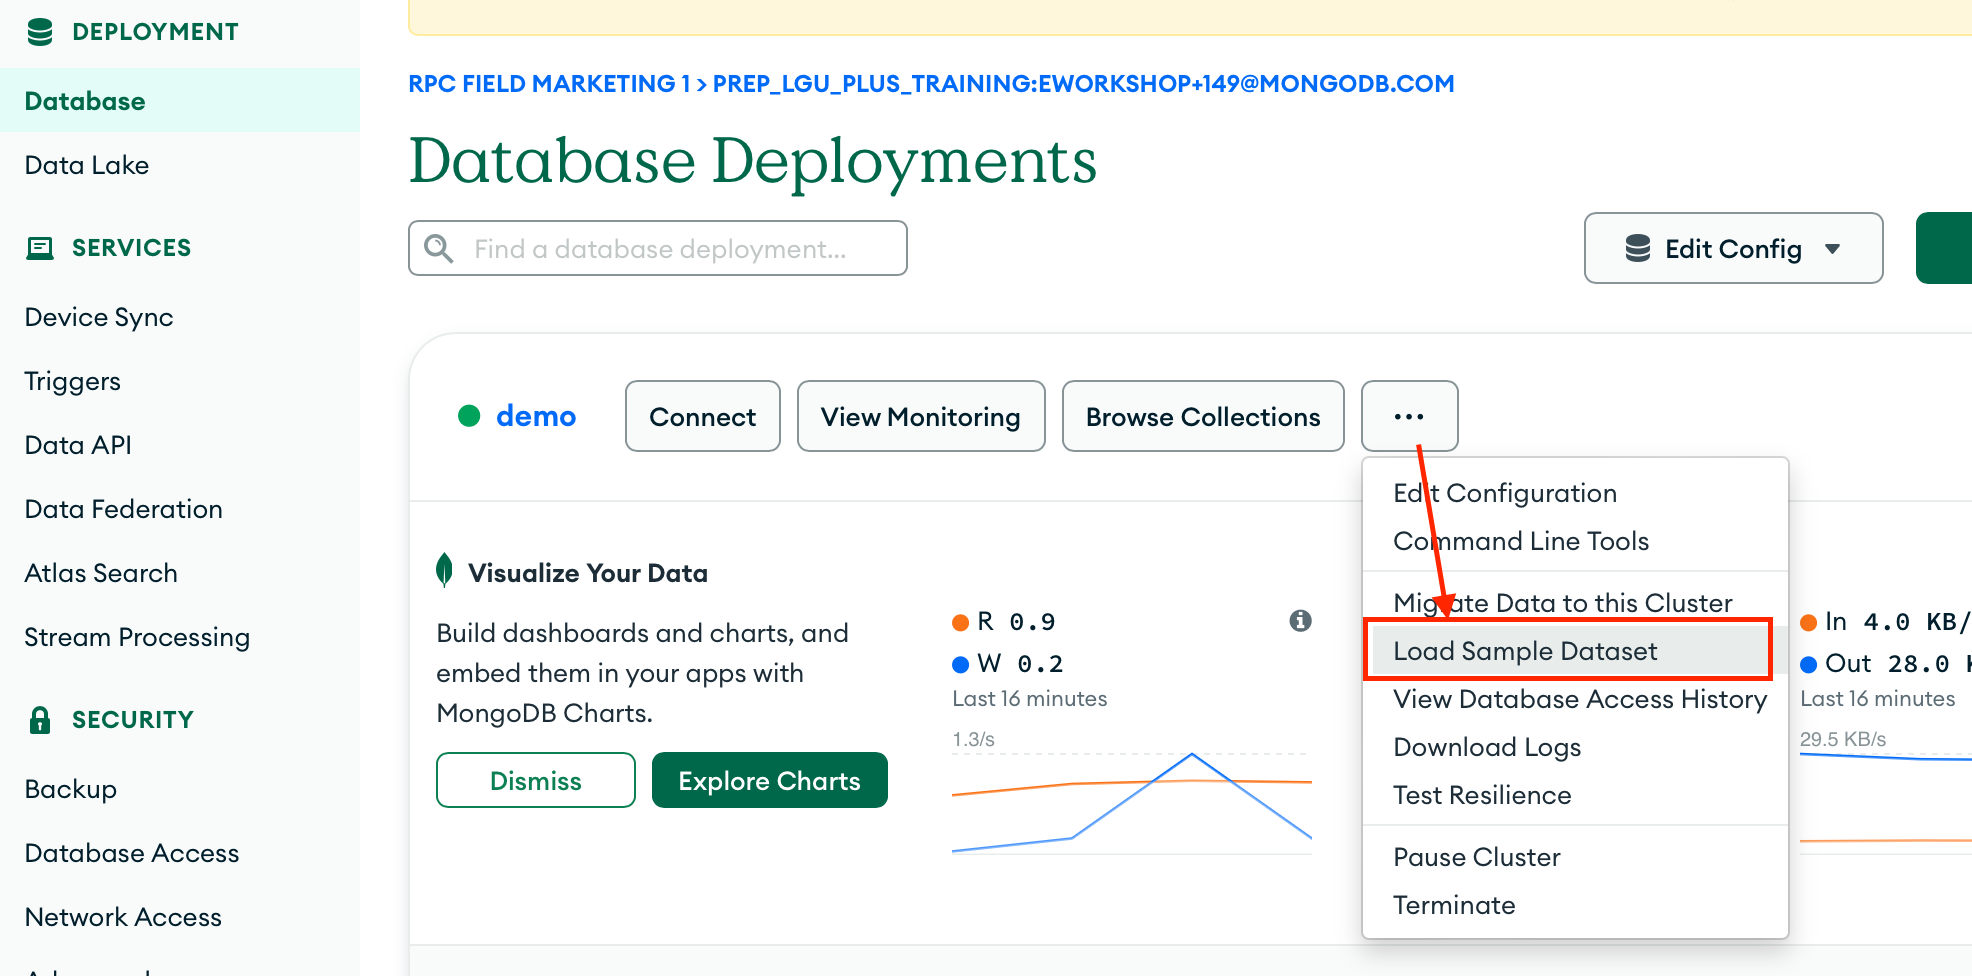 DEPLOYMENT
Database
Data Lake
SERVICES
Device Sync
Triggers
Data API
Data Federation
Atlas Search
Stream Processing
SECURITY
Backup
Database Access
Network Access
RPC FIELD MARKETING 1 > PREP_LGU_PLUS_TRAINING:EWORKSHOP+149@MONGODB.COM
Database Deployments
Find a database deployment...
Edit Config
demo
Connect
View Monitoring
Browse Collections
...
Edit Configuration
Command Line Tools
Migrate Data to this Cluster
Load Sample Dataset
View Database Access History
Download Logs
Test Resilience
Pause Cluster
Terminate
Visualize Your Data
Build dashboards and charts, and
embed them in your apps with
MongoDB Charts.
Dismiss
Explore Charts
R 0.9
W 0.2
Last 16 minutes
1.3/s
In 4.0 KB/
Out 28.0
Last 16 minutes
29.5 KB/s